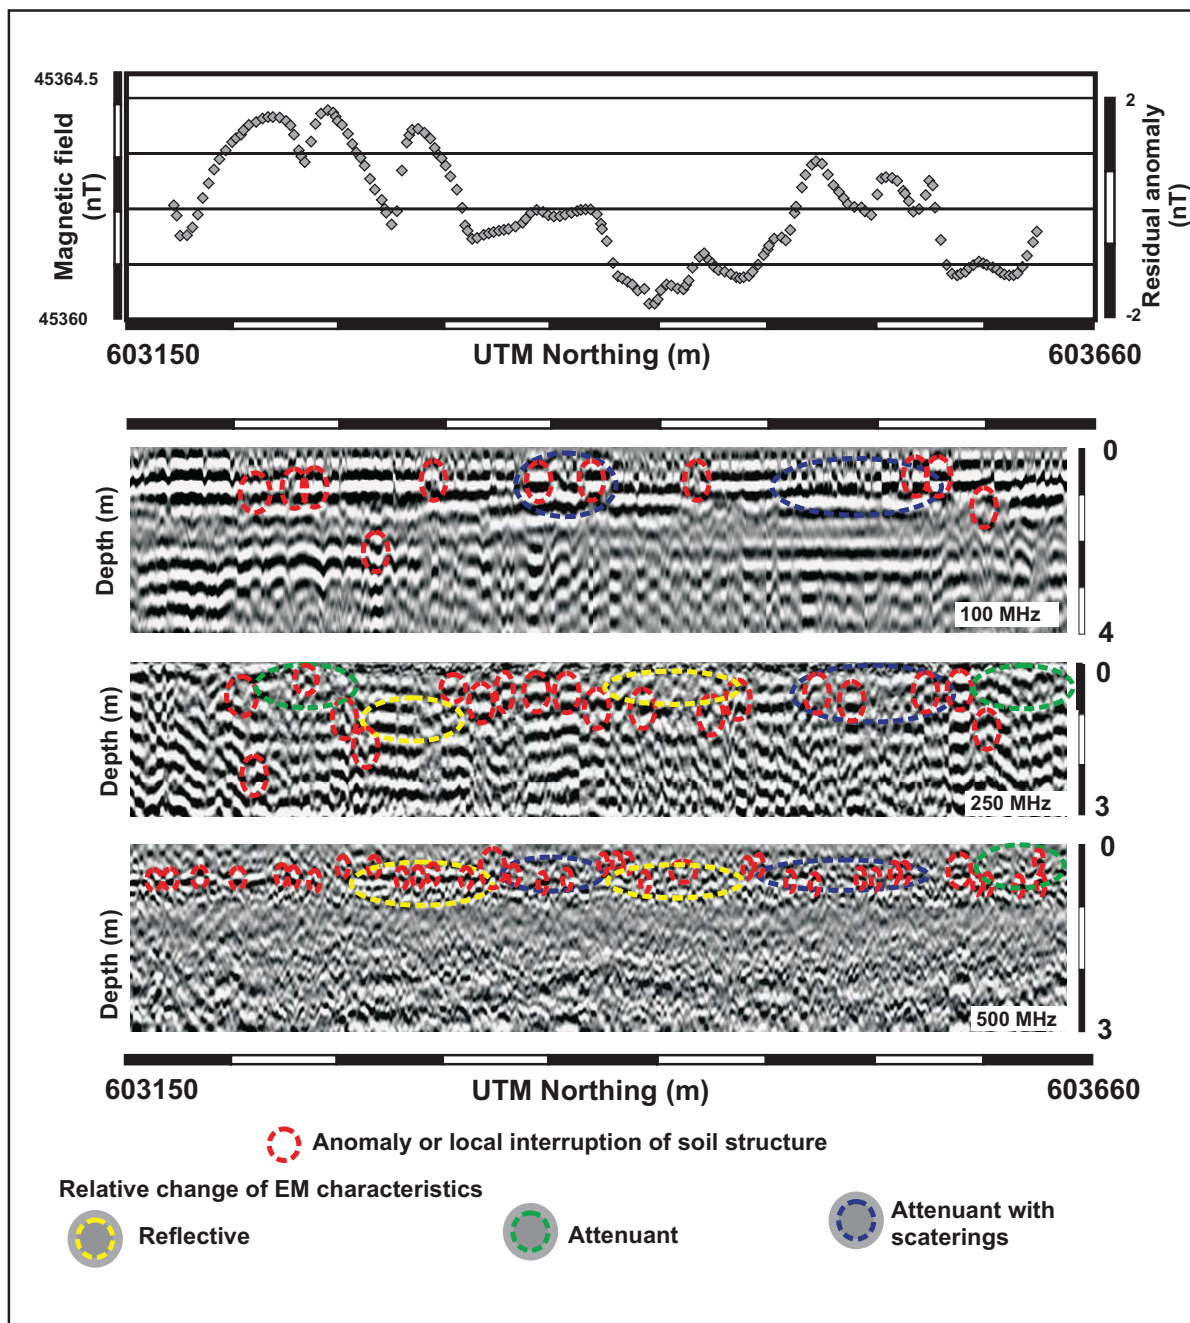 45364.5
Magnetic field
(nT)
45360
2
Residual anomaly
(nT)
-2
603150
UTM Northing (m)
603660
0
Depth (m)
100 MHz
4
0
Depth (m)
250 MHz
3
0
Depth (m)
500 MHz
3
603150
UTM Northing (m)
603660
Anomaly or local interruption of soil structure
Relative change of EM characteristics
Reflective
Attenuant
Attenuant with
scaterings